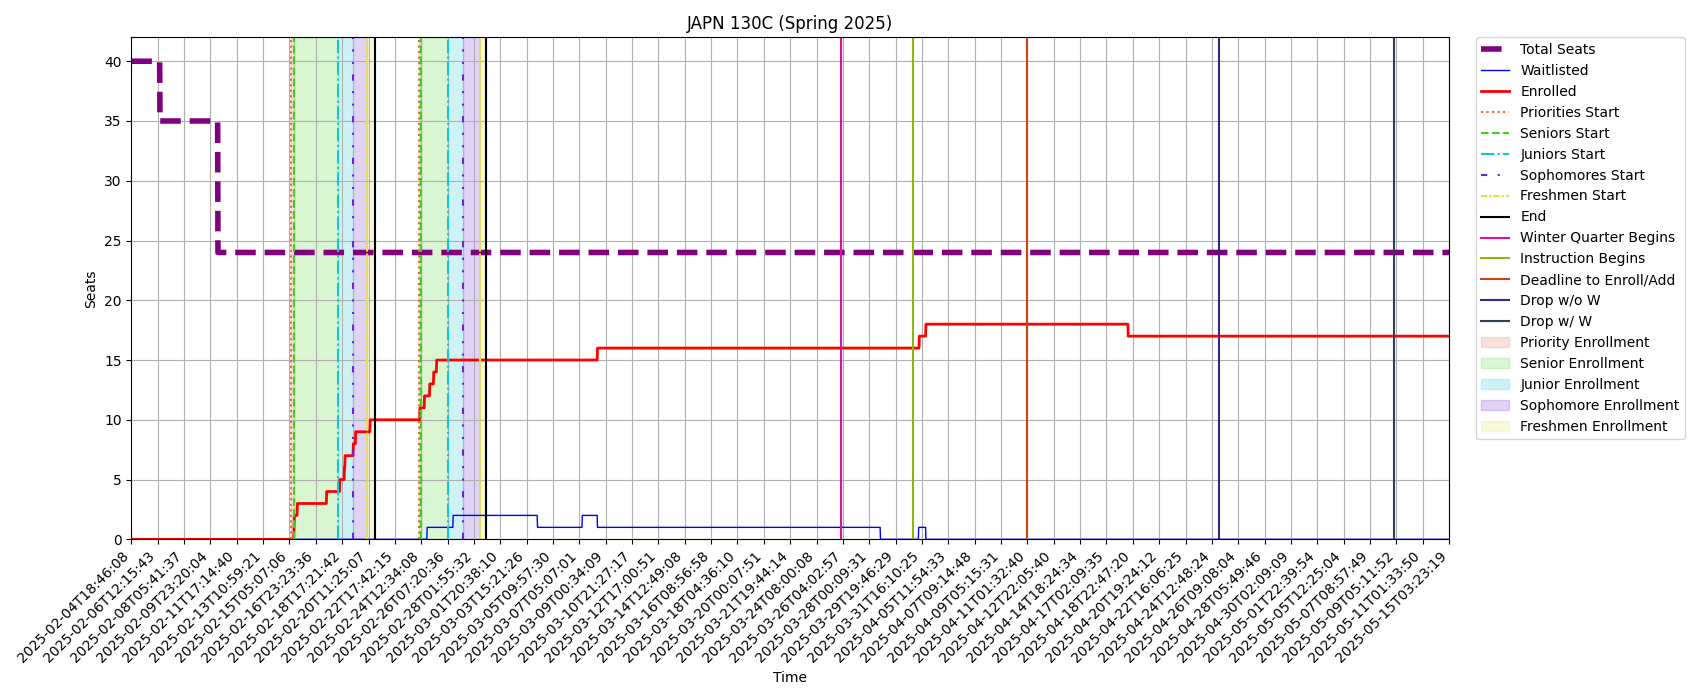 JAPN 130C (Spring 2025)
Seats
40
35
30
25
20
15
10
5
0
2025-02-04T18:46:08
2025-02-06T12:15:43
2025-02-08T05:41:37
2025-02-09T23:20:04
2025-02-11T17:14:40
2025-02-13T10:59:21
2025-02-15T05:07:06
2025-02-16T23:23:36
2025-02-18T17:21:42
2025-02-20T11:25:07
2025-02-22T17:42:15
2025-02-24T12:34:08
2025-02-26T07:20:36
2025-02-28T01:55:32
2025-03-01T20:38:10
2025-03-03T15:21:26
2025-03-05T09:57:30
2025-03-07T05:07:01
2025-03-09T00:34:09
2025-03-10T21:27:17
2025-03-12T17:00:51
2025-03-14T12:49:08
2025-03-16T08:56:58
2025-03-18T04:36:10
2025-03-20T00:07:51
2025-03-21T19:44:14
2025-03-24T08:00:08
2025-03-26T04:02:57
2025-03-28T00:09:31
2025-03-29T19:46:29
2025-03-31T16:10:25
2025-04-05T11:54:33
2025-04-07T09:14:08
2025-04-09T05:15:31
2025-04-11T01:32:40
2025-04-12T22:05:40
2025-04-14T18:24:34
2025-04-17T02:09:35
2025-04-18T22:47:20
2025-04-20T19:24:12
2025-04-22T16:06:25
2025-04-24T12:48:24
2025-04-26T09:08:04
2025-04-28T05:49:46
2025-04-30T02:09:09
2025-05-01T22:39:54
2025-05-05T12:25:04
2025-05-07T08:57:49
2025-05-09T05:11:52
2025-05-11T01:33:50
2025-05-15T03:23:19
Time
Total Seats
Waitlisted
Enrolled
Priorities Start
Seniors Start
Juniors Start
Sophomores Start
Freshmen Start
End
Winter Quarter Begins
Instruction Begins
Deadline to Enroll/Add
Drop w/o W
Drop w/ W
Priority Enrollment
Senior Enrollment
Junior Enrollment
Sophomore Enrollment
Freshmen Enrollment